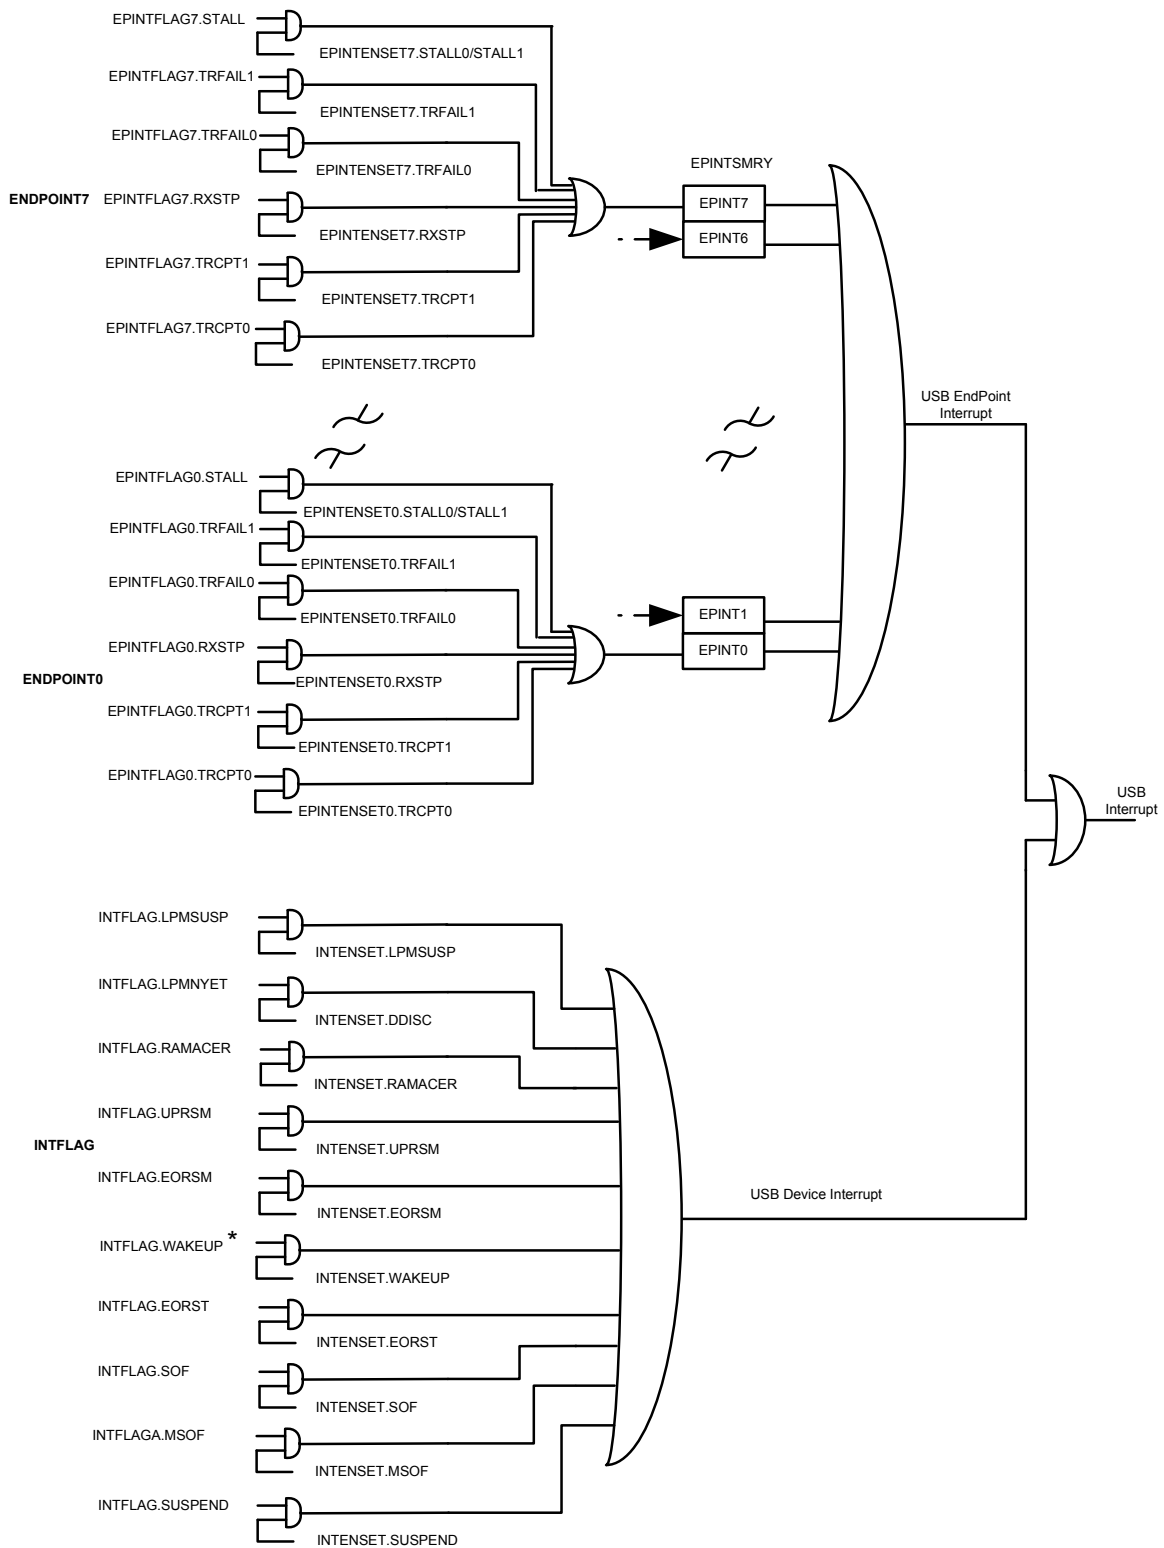 EPINTFLAG7.STALL
EPINTENSET7.STALL0/STALL1
EPINTFLAG7.TRFAIL1
EPINTENSET7.TRFAIL1
EPINTFLAG7.TRFAIL0
EPINTENSET7.TRFAIL0
ENDPOINT7
EPINTFLAG7.RXSTP
EPINTENSET7.RXSTP
EPINTFLAG7.TRCPT1
EPINTENSET7.TRCPT1
EPINTFLAG7.TRCPT0
EPINTENSET7.TRCPT0
EPINTSMRY
EPINT7
EPINT6
USB EndPoint
Interrupt
EPINTFLAG0.STALL
EPINTENSET0.STALL0/STALL1
EPINTFLAG0.TRFAIL1
EPINTENSET0.TRFAIL1
EPINTFLAG0.TRFAIL0
EPINTENSET0.TRFAIL0
EPINTFLAG0.RXSTP
ENDPOINT0
EPINTENSET0.RXSTP
EPINTFLAG0.TRCPT1
EPINTENSET0.TRCPT1
EPINTFLAG0.TRCPT0
EPINTENSET0.TRCPT0
EPINT1
EPINT0
USB
Interrupt
INTFLAG.LPMSUSP
INTENSET.LPMSUSP
INTFLAG.LPMNYET
INTENSET.DDISC
INTFLAG.RAMACER
INTENSET.RAMACER
INTFLAG.UPRSM
INTFLAG
INTENSET.UPRSM
INTFLAG.EORSM
INTENSET.EORSM
INTFLAG.WAKEUP *
INTENSET.WAKEUP
INTFLAG.EORST
INTENSET.EORST
INTFLAG.SOF
INTENSET.SOF
INTFLAGA.MSOF
INTENSET.MSOF
INTFLAG.SUSPEND
INTENSET.SUSPEND
USB Device Interrupt